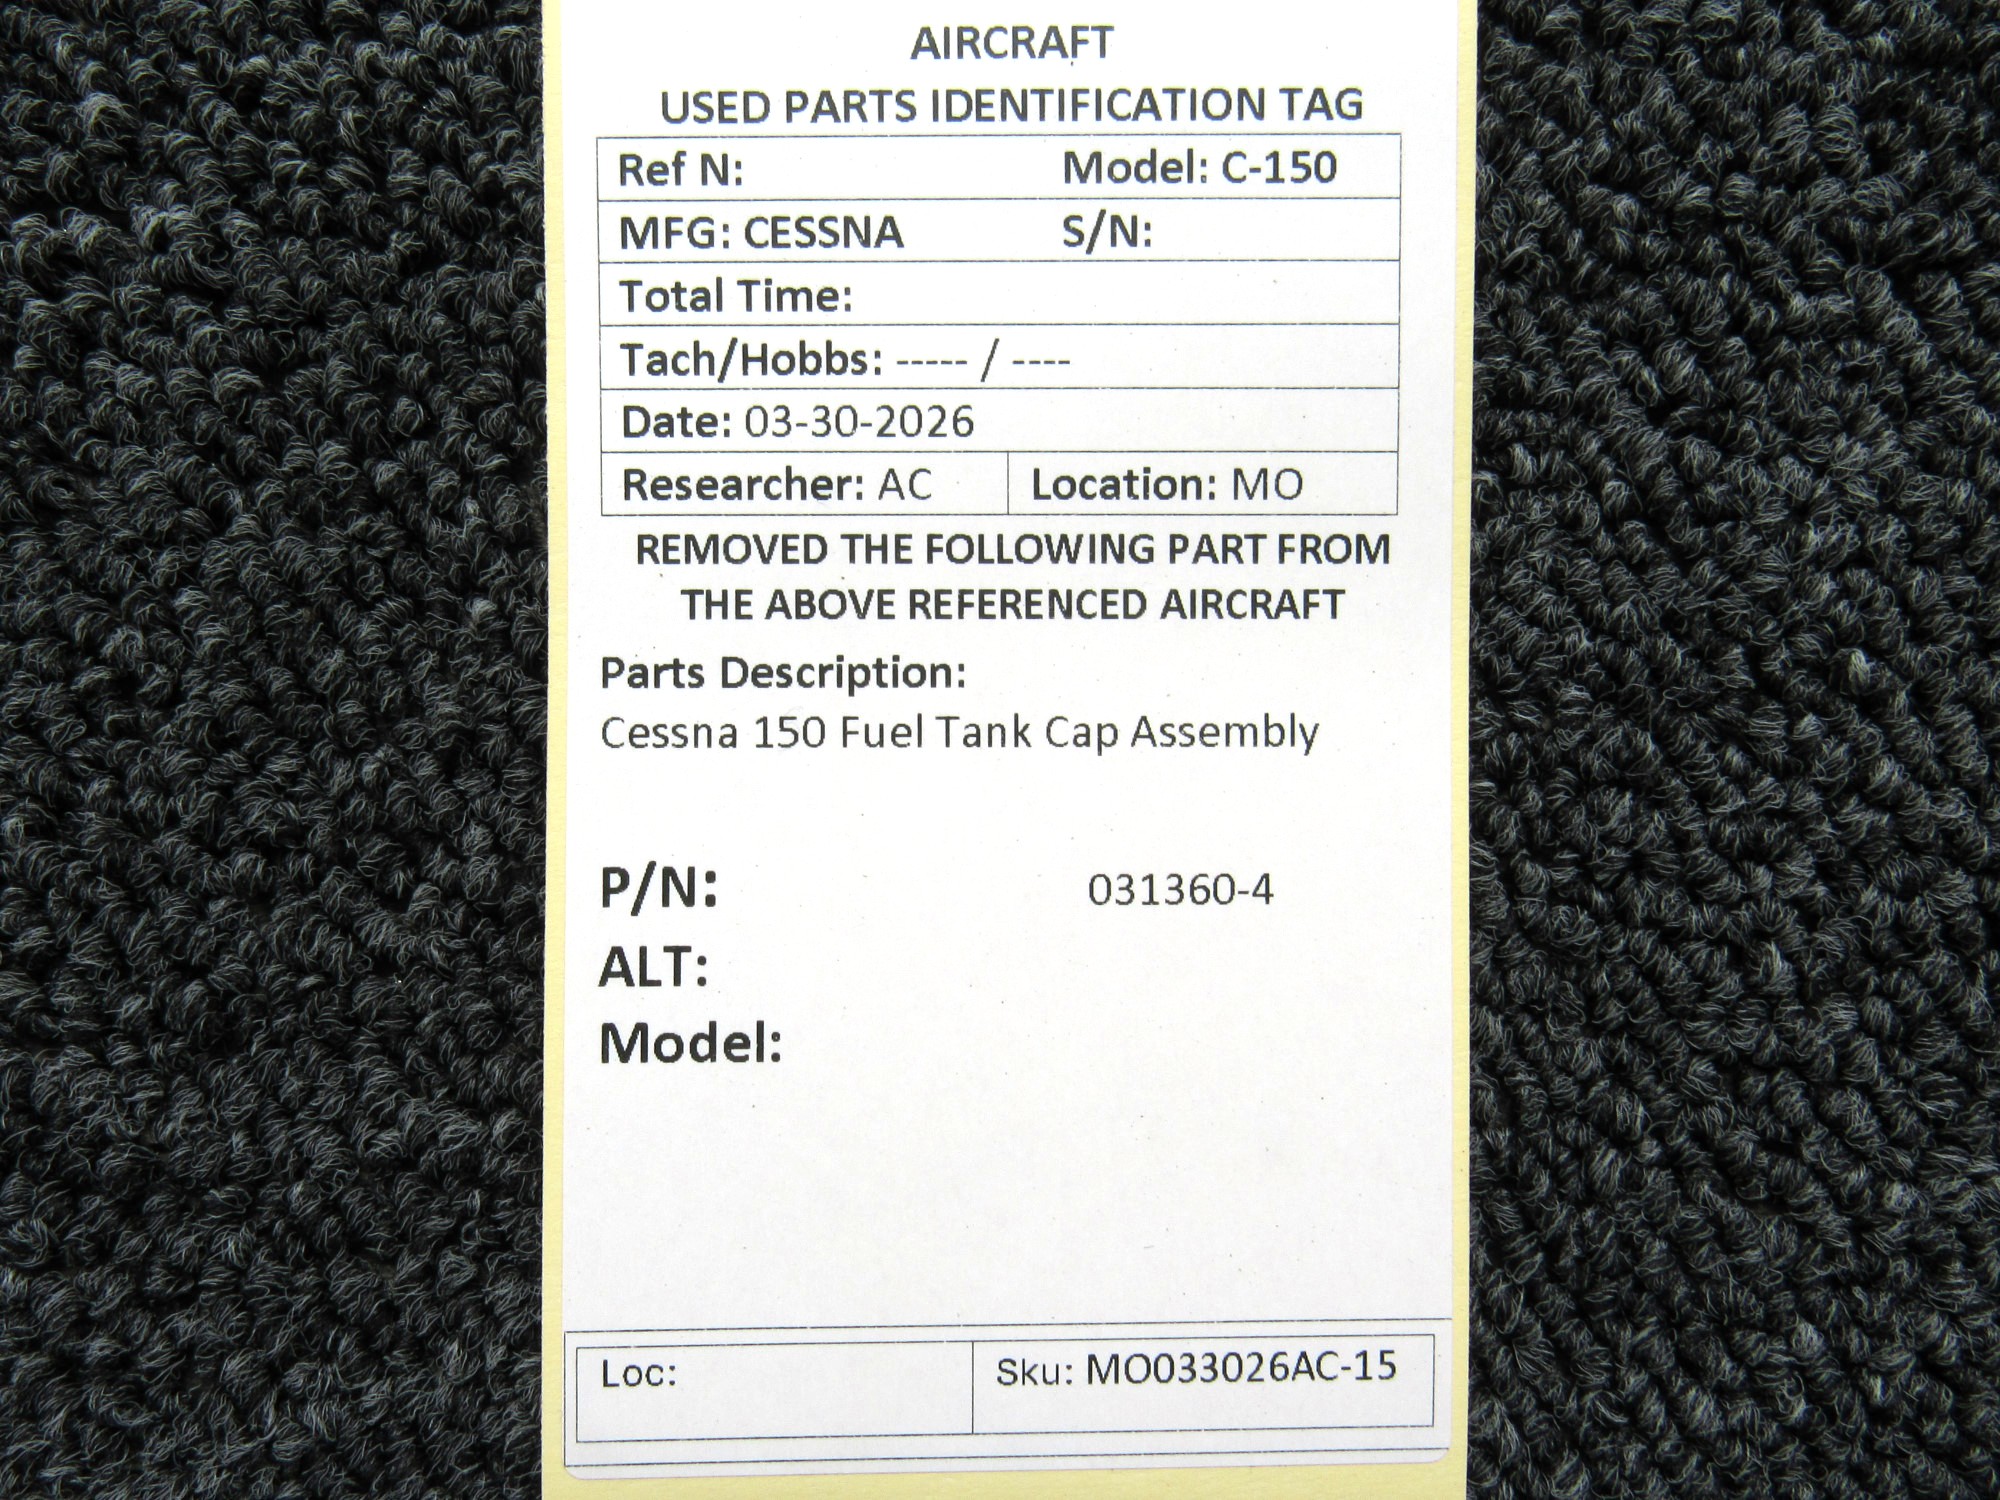 AIRCRAFT
USED PARTS IDENTIFICATION TAG
Ref N: Model: C-150
MFG: CESSNA S/N:
Total Time:
Tach/Hobbs: ----- / ----
Date: 03-30-2026
Researcher: AC Location: MO
REMOVED THE FOLLOWING PART FROM
THE ABOVE REFERENCED AIRCRAFT
Parts Description:
Cessna 150 Fuel Tank Cap Assembly
P/N: 031360-4
ALT:
Model:
Loc: Sku: MO033026AC-15